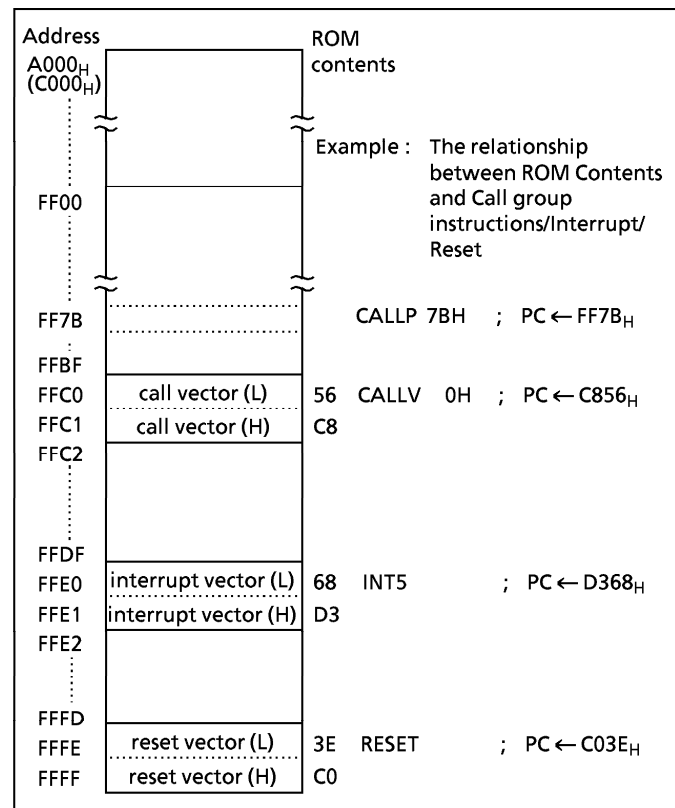 Address
ROM
contents
A000H
(C000H)
Example : The relationship
between ROM Contents
and Call group
instructions/Interrupt/
Reset
FF00
FF7B CALLP 7BH ; PC ← FF7BH
FFBF
FFC0 call vector (L) 56 CALLV 0H ; PC ← C856H
FFC1 call vector (H) C8
FFC2
FFDF
FFE0 interrupt vector (L) 68 INT5 ; PC ← D368H
FFE1 interrupt vector (H) D3
FFE2
FFFD
FFFE reset vector (L) 3E RESET ; PC ← C03EH
FFFF reset vector (H) C0